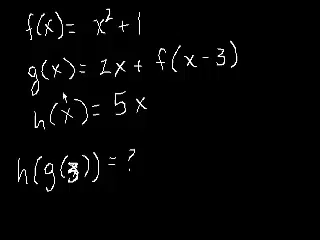 f(x) = x² + 1
g(x) = 2x + f(x - 3)
h(x) = 5x
h(g(3)) = ?